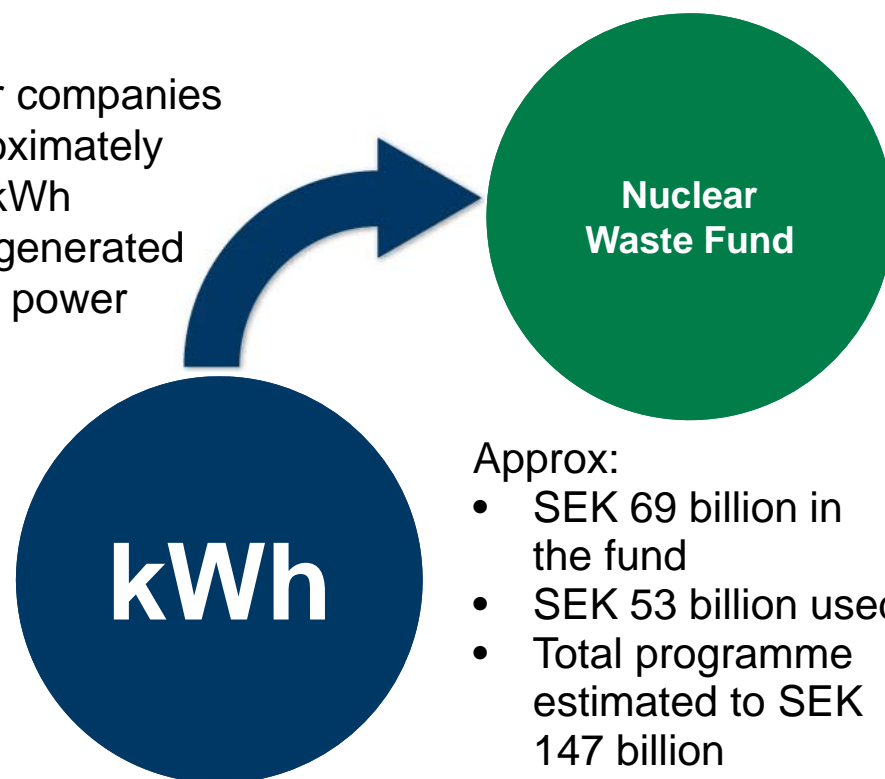 r companies
oximately
kWh
generated
power
Nuclear
Waste Fund
kWh
Approx:
• SEK 69 billion in
the fund
• SEK 53 billion used
• Total programme
estimated to SEK
147 billion